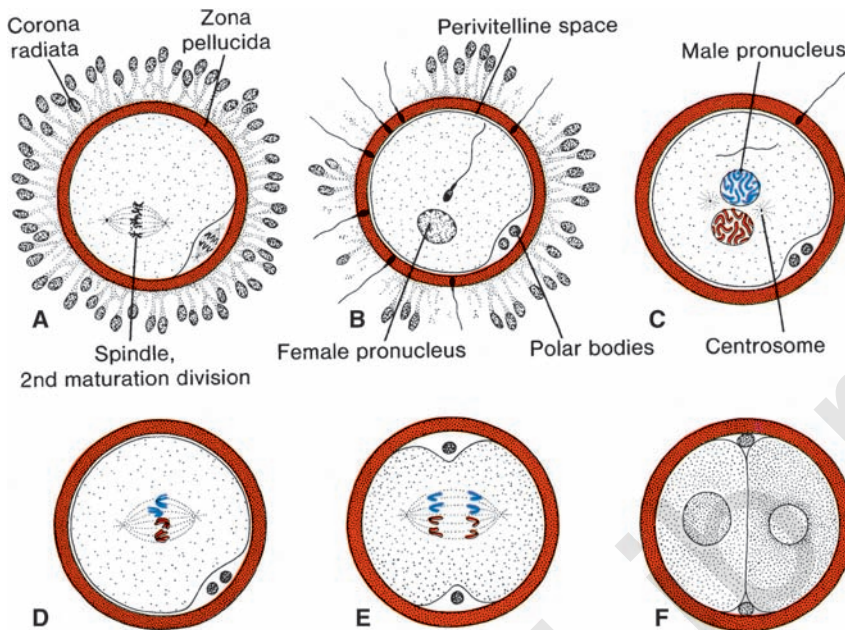 Corona
radiata
Zona
pellucida
Perivitelline space
Male pronucleus
A
B
C
Spindle,
2nd maturation division
Female pronucleus
Polar bodies
Centrosome
D
E
F